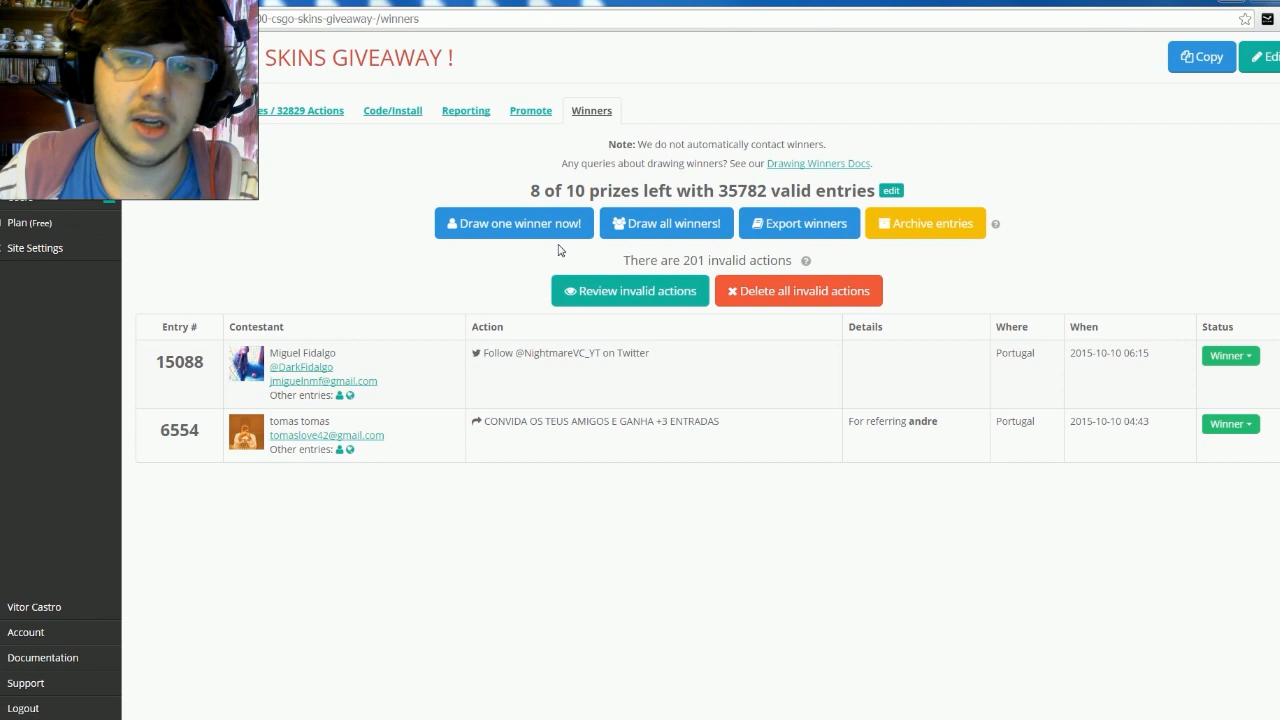 00-csgo-skins-giveaway-/winners
SKINS GIVEAWAY !
Copy
Edi
es / 32829 Actions
Code/Install
Reporting
Promote
Winners
Note: We do not automatically contact winners.
Any queries about drawing winners? See our Drawing Winners Docs.
8 of 10 prizes left with 35782 valid entries edit
Draw one winner now!
Draw all winners!
Export winners
Archive entries
There are 201 invalid actions
Review invalid actions
Delete all invalid actions
Plan (Free)
Site Settings
Entry # Contestant Action Details Where When Status
15088
Miguel Fidalgo
@DarkFidalgo
jmiguelnmf@gmail.com
Other entries:
Follow @NightmareVC_YT on Twitter
Portugal
2015-10-10 06:15
Winner
6554
tomas tomas
tomaslove42@gmail.com
Other entries:
CONVIDA OS TEUS AMIGOS E GANHA +3 ENTRADAS
For referring andre
Portugal
2015-10-10 04:43
Winner
Vitor Castro
Account
Documentation
Support
Logout